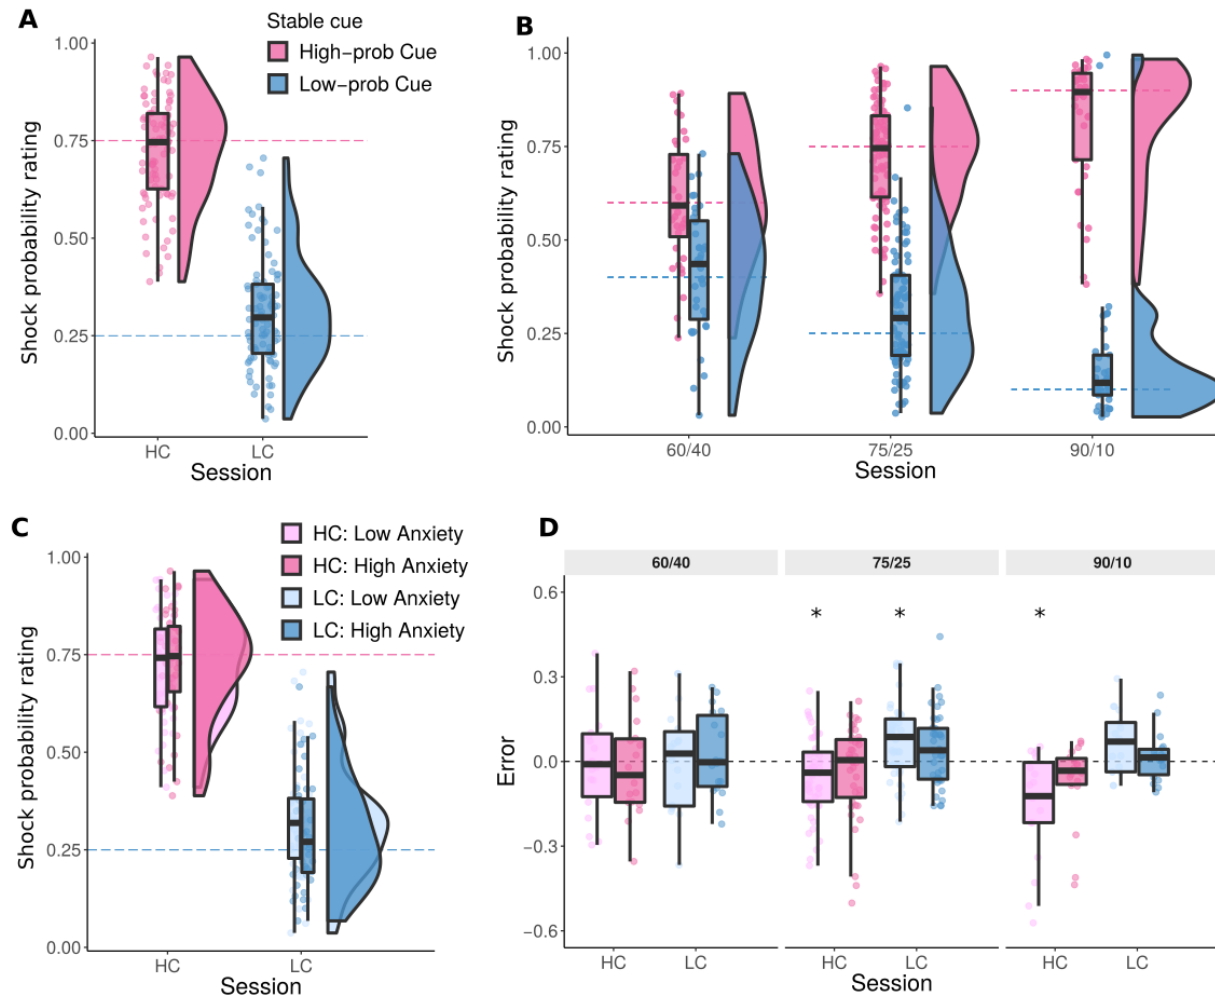 A
Stable cue
High-prob Cue
Low-prob Cue
Shock probability rating
1.00
0.75
0.50
0.25
0.00
HC
LC
Session
B
Shock probability rating
1.00
0.75
0.50
0.25
0.00
60/40
75/25
90/10
Session
C
HC: Low Anxiety
HC: High Anxiety
LC: Low Anxiety
LC: High Anxiety
Shock probability rating
1.00
0.75
0.50
0.25
0.00
HC
LC
Session
D
60/40
75/25
90/10
Error
0.6
0.3
0.0
−0.3
−0.6
* * *
HC LC HC LC HC LC
Session